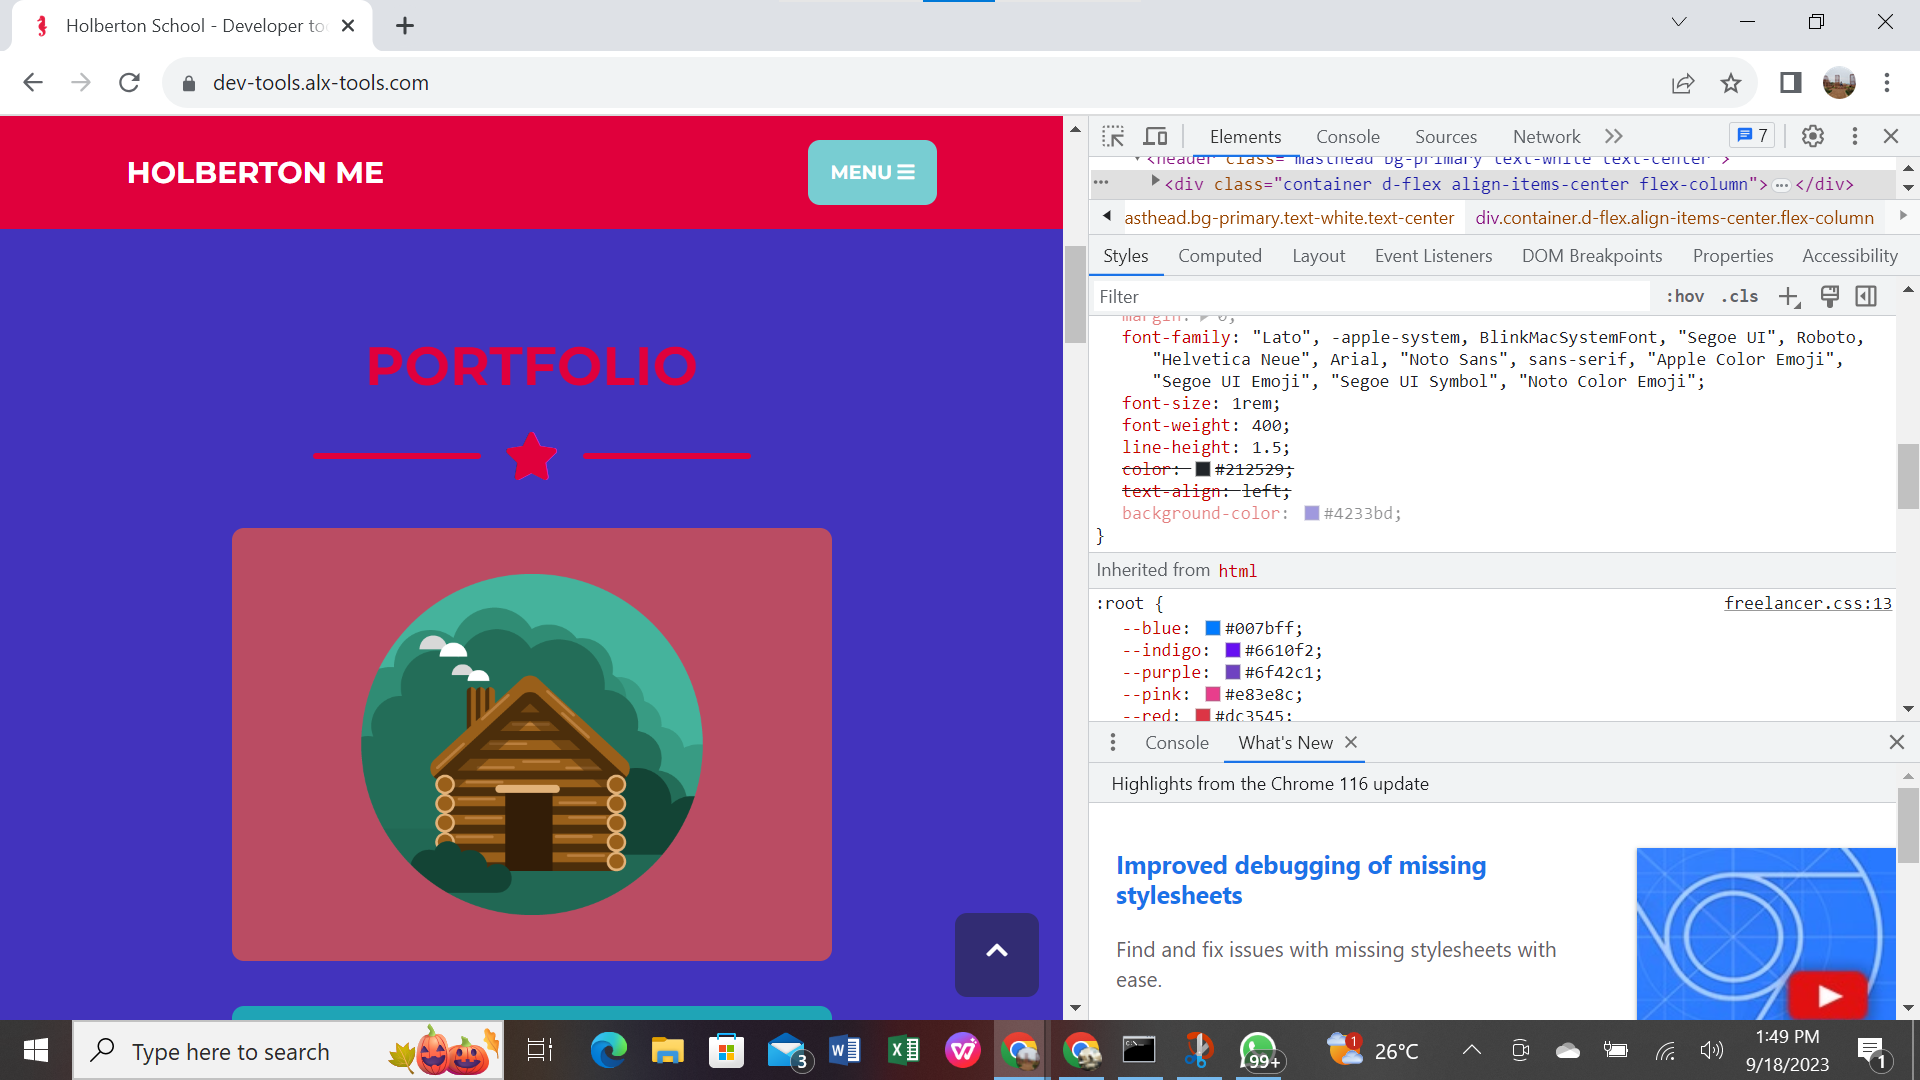 Holberton School - Developer to
dev-tools.alx-tools.com
HOLBERTON ME
MENU
PORTFOLIO
Elements
Console
Sources
Network
7
<header class="masthead bg-primary text-white text-center">
<div class="container d-flex align-items-center flex-column"> … </div>
asthead.bg-primary.text-white.text-center
div.container.d-flex.align-items-center.flex-column
Styles
Computed
Layout
Event Listeners
DOM Breakpoints
Properties
Accessibility
Filter
:hov
.cls
margin: 0;
font-family: "Lato", -apple-system, BlinkMacSystemFont, "Segoe UI", Roboto,
"Helvetica Neue", Arial, "Noto Sans", sans-serif, "Apple Color Emoji",
"Segoe UI Emoji", "Segoe UI Symbol", "Noto Color Emoji";
font-size: 1rem;
font-weight: 400;
line-height: 1.5;
color: #212529;
text-align: left;
background-color: #4233bd;
}
Inherited from html
:root {
freelancer.css:13
--blue: #007bff;
--indigo: #6610f2;
--purple: #6f42c1;
--pink: #e83e8c;
--red: #dc3545;
Console
What's New
Highlights from the Chrome 116 update
Improved debugging of missing
stylesheets
Find and fix issues with missing stylesheets with
ease.
Type here to search
3
99+
1
26°C
1:49 PM
9/18/2023
1